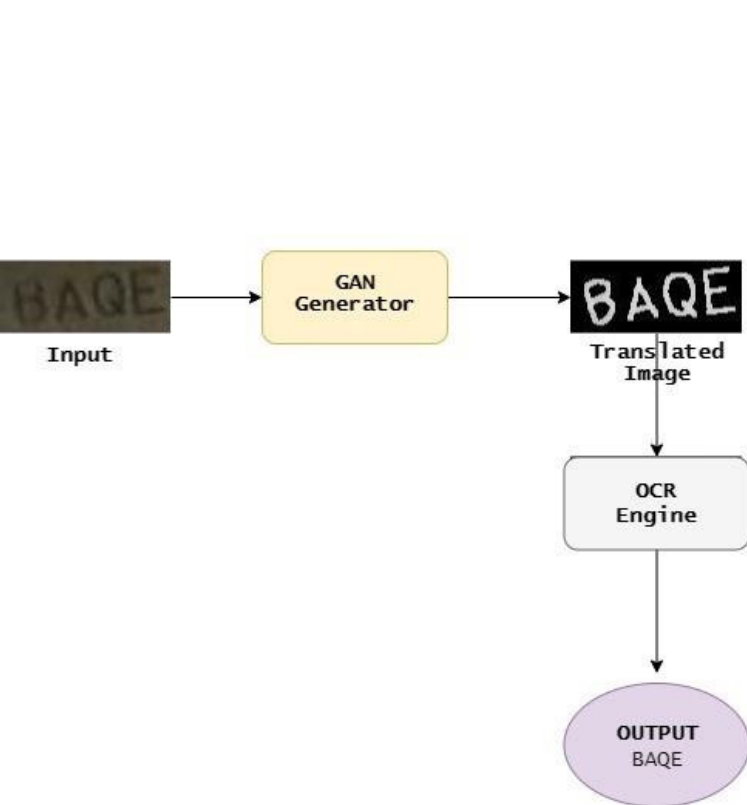 BAQE
GAN
Generator
BAQE
Input
Translated
Image
OCR
Engine
OUTPUT
BAQE